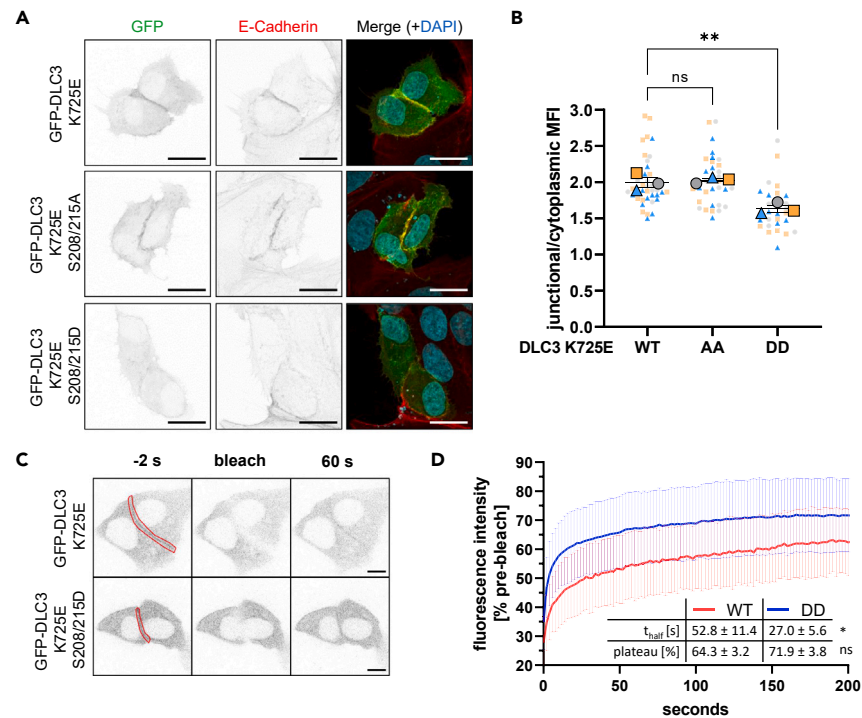 A
GFP
E-Cadherin
Merge (+DAPI)
GFP-DLC3
K725E
GFP-DLC3
K725E
S208/215A
GFP-DLC3
K725E
S208/215D
B
**
ns
junctional/cytoplasmic MFI
3.0
2.5
2.0
1.5
1.0
0.5
0.0
DLC3 K725E WT AA DD
C
-2 s
bleach
60 s
GFP-DLC3
K725E
GFP-DLC3
K725E
S208/215D
D
fluorescence intensity
[% pre-bleach]
90
80
70
60
50
40
30
20
WT DD
t half [s] 52.8 ± 11.4 27.0 ± 5.6 *
plateau [%] 64.3 ± 3.2 71.9 ± 3.8 ns
0 50 100 150 200
seconds